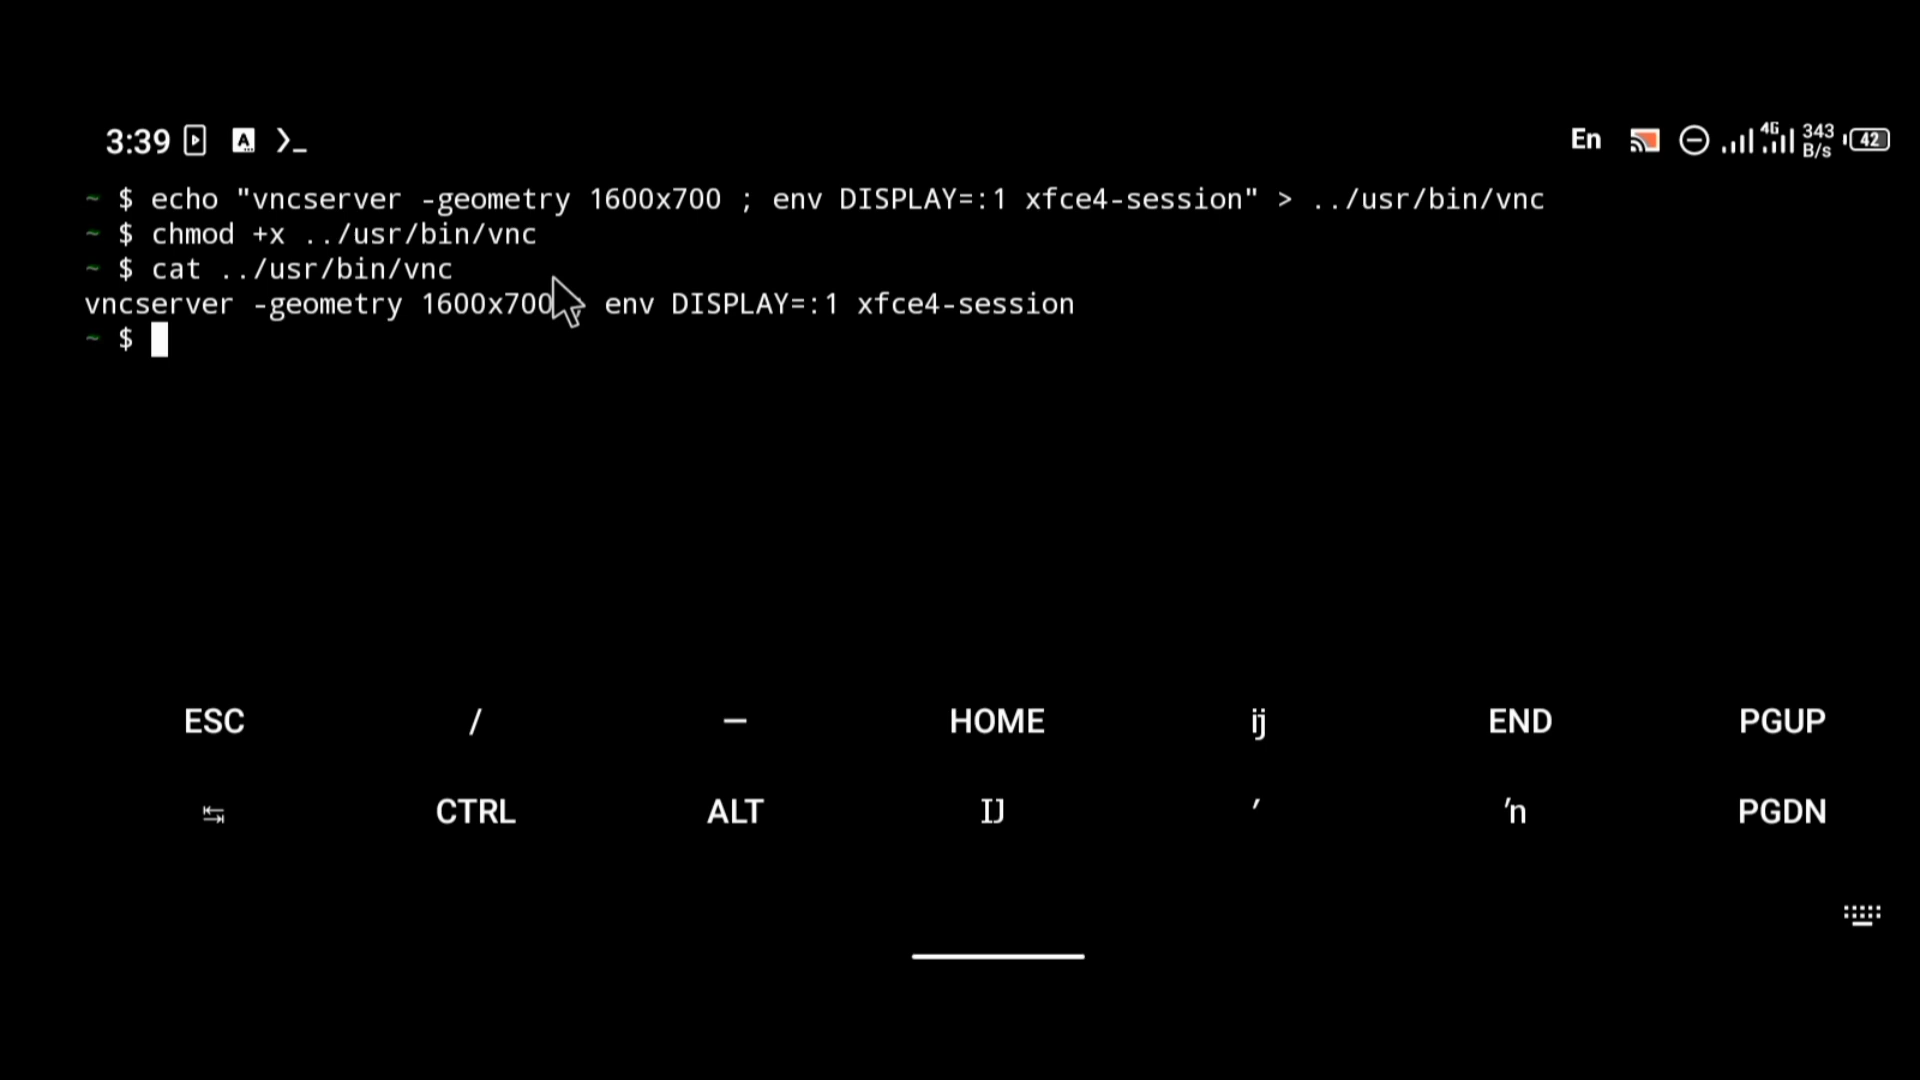 3:39 A >_ En 4G 343 B/s 42
~ $ echo "vncserver -geometry 1600x700 ; env DISPLAY=:1 xfce4-session" > ../usr/bin/vnc
~ $ chmod +x ../usr/bin/vnc
~ $ cat ../usr/bin/vnc
vncserver -geometry 1600x700 env DISPLAY=:1 xfce4-session
~ $
ESC / — HOME ĳ END PGUP
↹ CTRL ALT Ĳ ′ ŉ PGDN